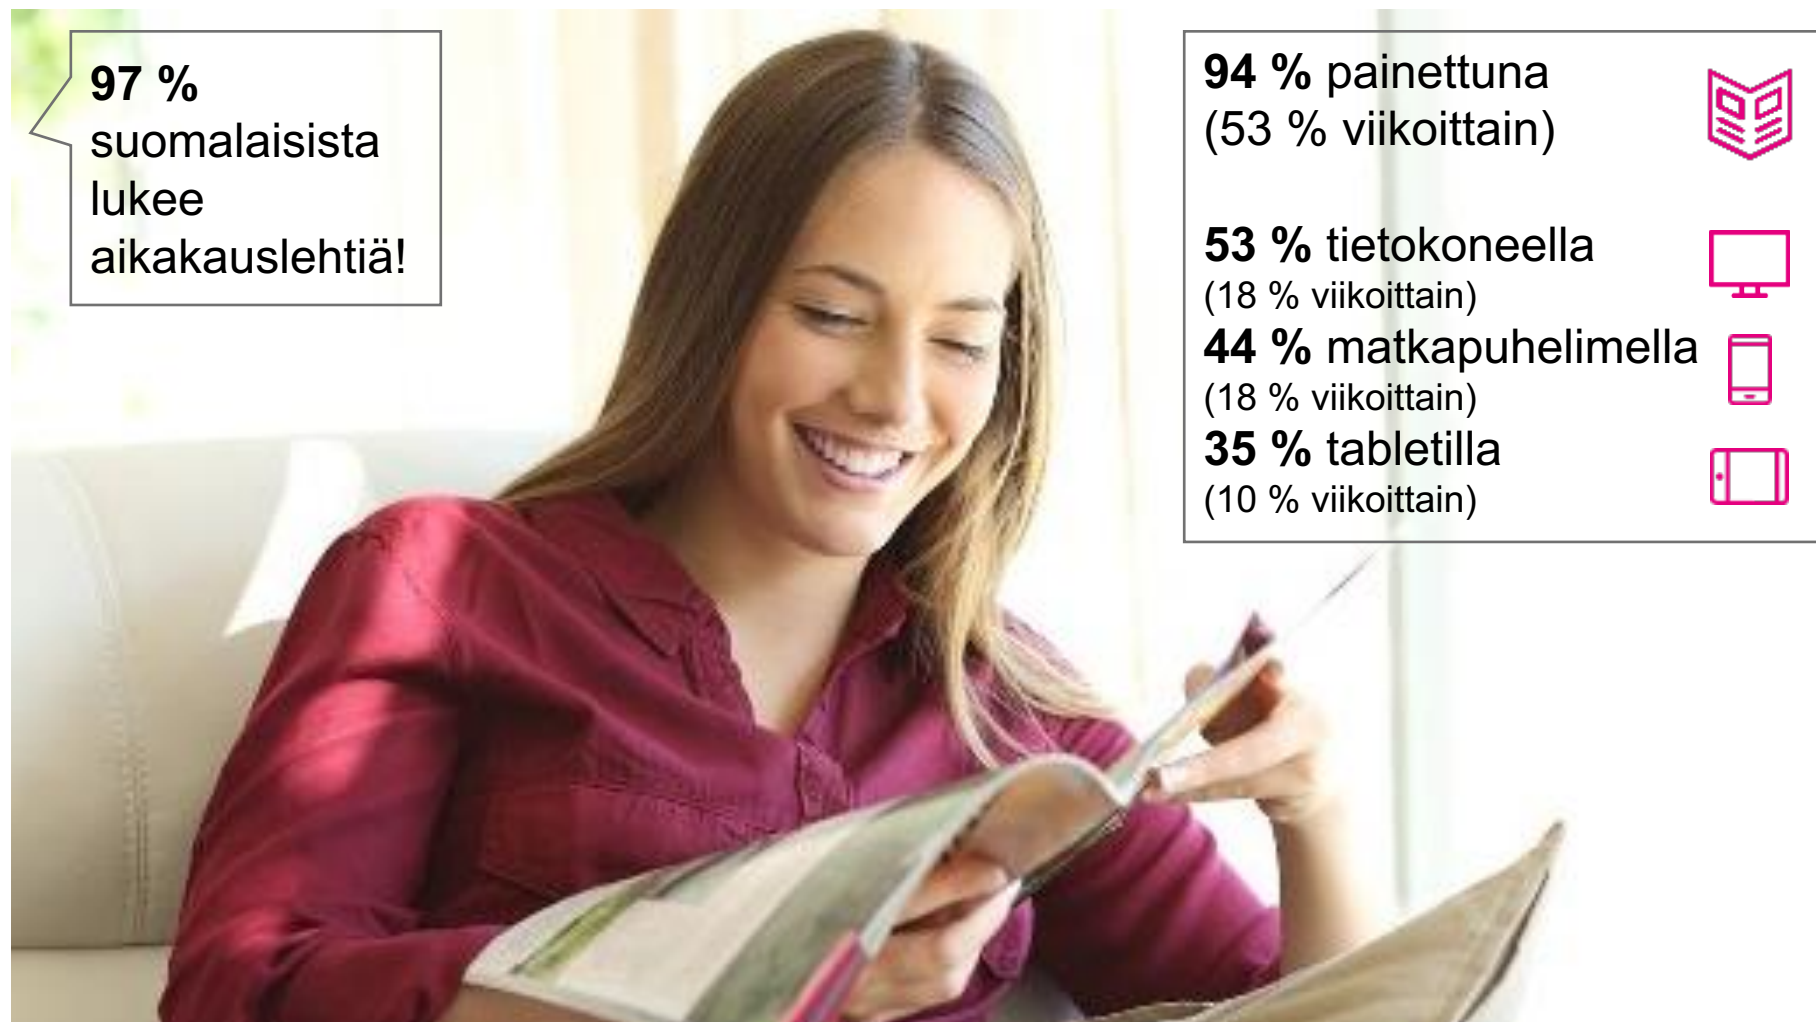 97 %
suomalaisista
lukee
aikakauslehtiä!
94 % painettuna
(53 % viikoittain)
53 % tietokoneella
(18 % viikoittain)
44 % matkapuhelimella
(18 % viikoittain)
35 % tabletilla
(10 % viikoittain)